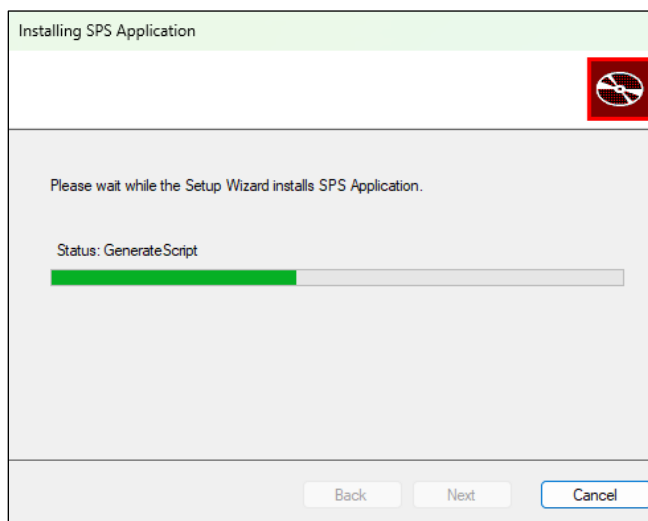 Installing SPS Application
Please wait while the Setup Wizard installs SPS Application.
Status: GenerateScript
Back Next Cancel